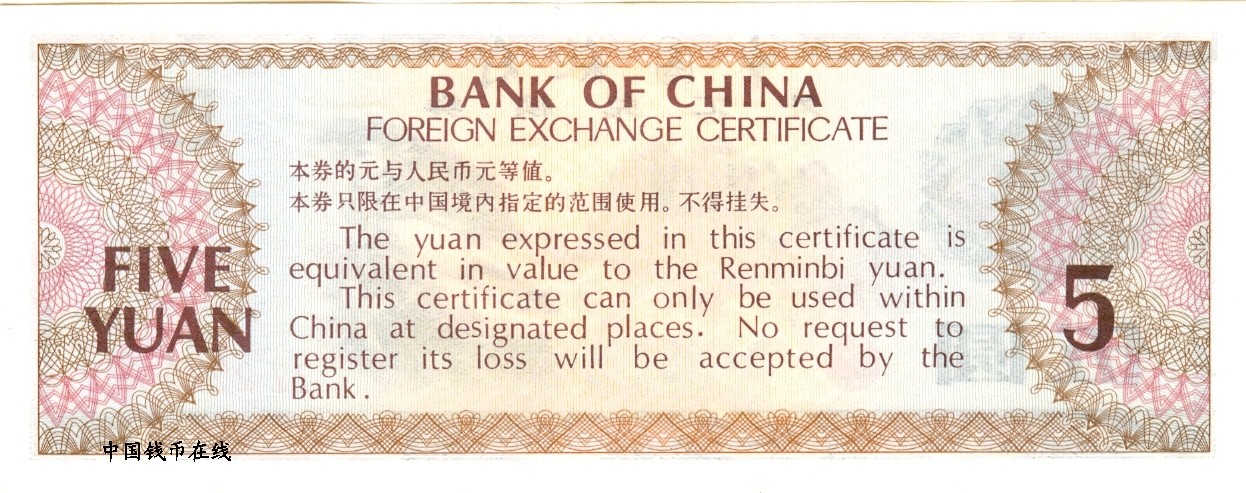 BANK OF CHINA
FOREIGN EXCHANGE CERTIFICATE
本券的元与人民币元等值。
本券只限在中国境内指定的范围使用。不得挂失。
The yuan expressed in this certificate is
equivalent in value to the Renminbi yuan.
This certificate can only be used within
China at designated places. No request to
register its loss will be accepted by the
Bank.
FIVE
YUAN
5
中国钱币在线